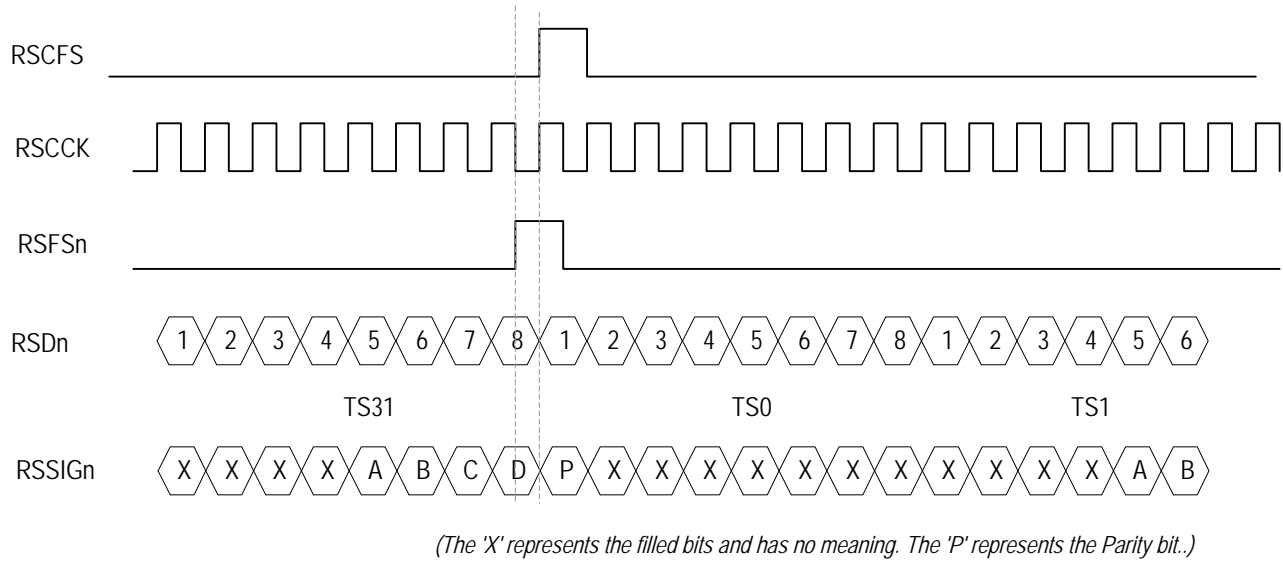 RSCFS
RSCCK
RSFSn
RSDn 1 2 3 4 5 6 7 8 1 2 3 4 5 6 7 8 1 2 3 4 5 6
TS31 TS0 TS1
RSSIGn X X X X A B C D P X X X X X X X X X X X A B
(The 'X' represents the filled bits and has no meaning. The 'P' represents the Parity bit..)